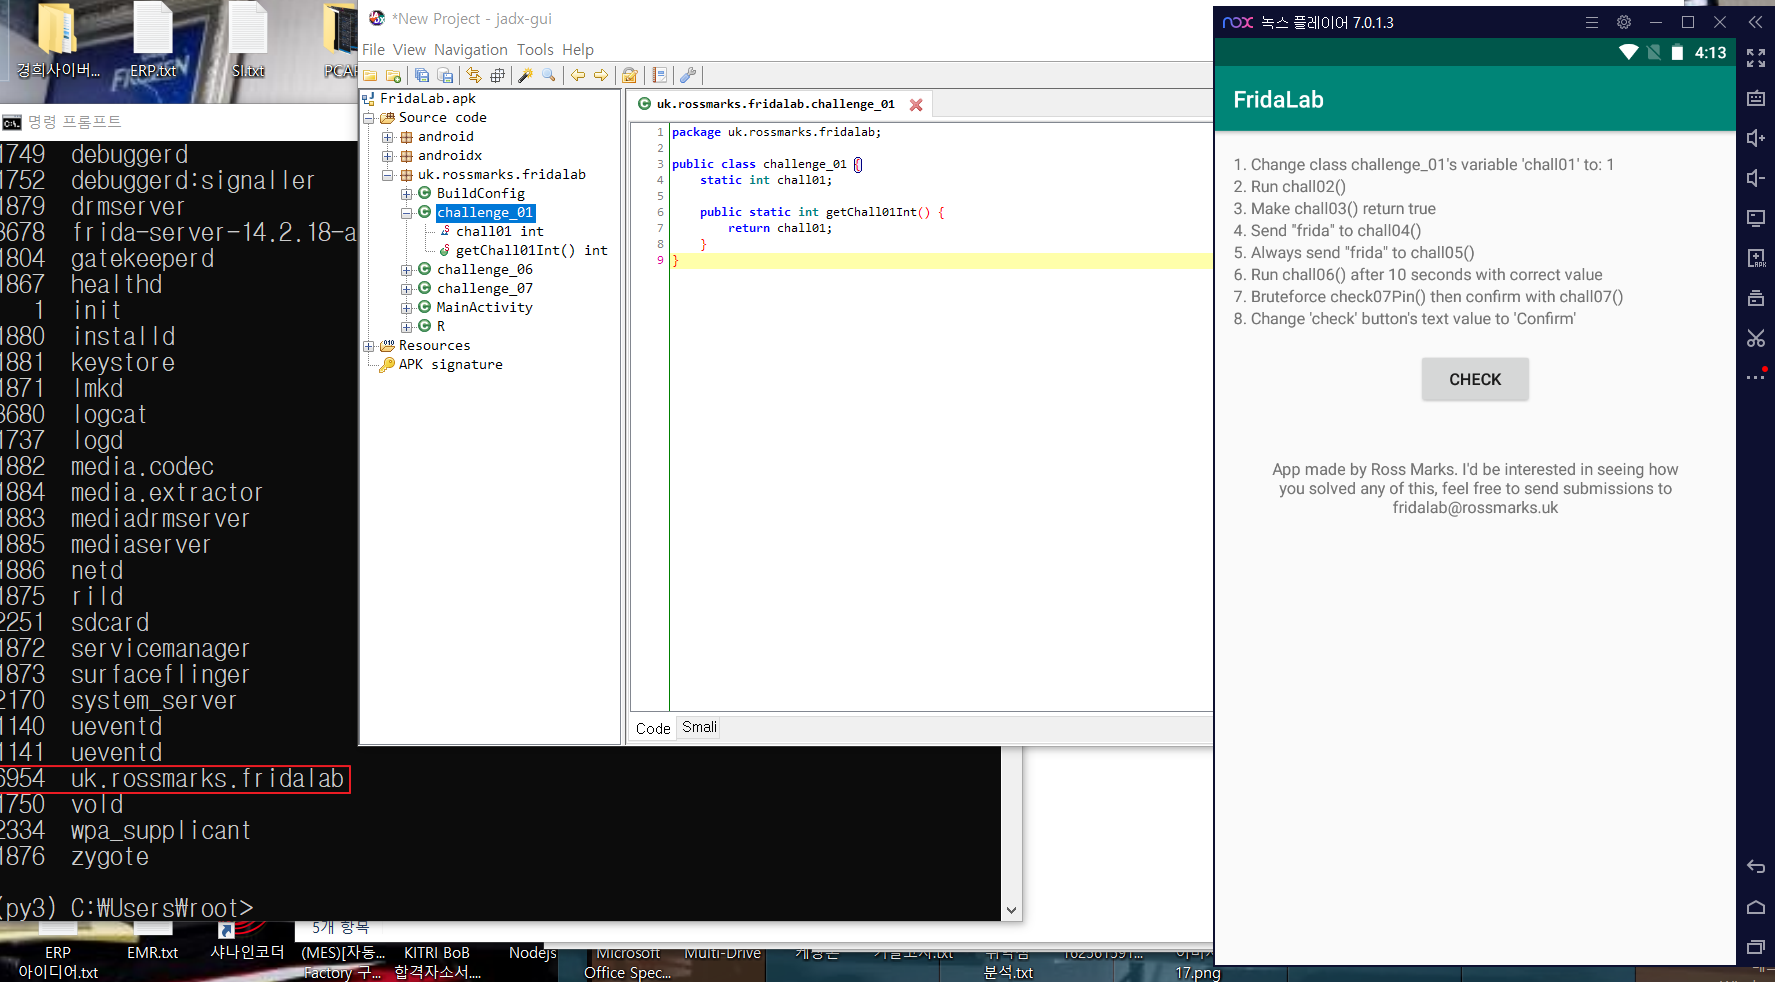 경희사이버...
ERP.txt
SI.txt
명령 프롬프트
1749 debuggerd
1752 debuggerd:signaller
1879 drmserver
3678 frida-server-14.2.18-a
1804 gatekeeperd
1867 healthd
1 init
1880 installd
1881 keystore
1871 lmkd
3680 logcat
1737 logd
1882 media.codec
1884 media.extractor
1883 mediadrmserver
1885 mediaserver
1886 netd
1875 rild
2251 sdcard
1872 servicemanager
1873 surfaceflinger
2170 system_server
1140 ueventd
1141 ueventd
6954 uk.rossmarks.fridalab
1750 vold
2334 wpa_supplicant
1876 zygote
(py3) C:₩Users₩root>
*New Project - jadx-gui
File View Navigation Tools Help
FridaLab.apk
Source code
android
androidx
uk.rossmarks.fridalab
BuildConfig
challenge_01
chall01 int
getChall01Int() int
challenge_06
challenge_07
MainActivity
R
Resources
APK signature
uk.rossmarks.fridalab.challenge_01
1 package uk.rossmarks.fridalab;
2
3 public class challenge_01 {
4 static int chall01;
5
6 public static int getChall01Int() {
7 return chall01;
8 }
9 }
Code Smali
nox 녹스 플레이어 7.0.1.3
4:13
FridaLab
1. Change class challenge_01's variable 'chall01' to: 1
2. Run chall02()
3. Make chall03() return true
4. Send "frida" to chall04()
5. Always send "frida" to chall05()
6. Run chall06() after 10 seconds with correct value
7. Bruteforce check07Pin() then confirm with chall07()
8. Change 'check' button's text value to 'Confirm'
CHECK
App made by Ross Marks. I'd be interested in seeing how
you solved any of this, feel free to send submissions to
fridalab@rossmarks.uk
5개 항목
ERP
아이디어.txt
EMR.txt
샤나인코더
(MES)[자동...
Factory 구...
KITRI BoB
합격자소서....
Nodejs
Microsoft
Office Spec...
Multi-Drive
분석.txt
17.png